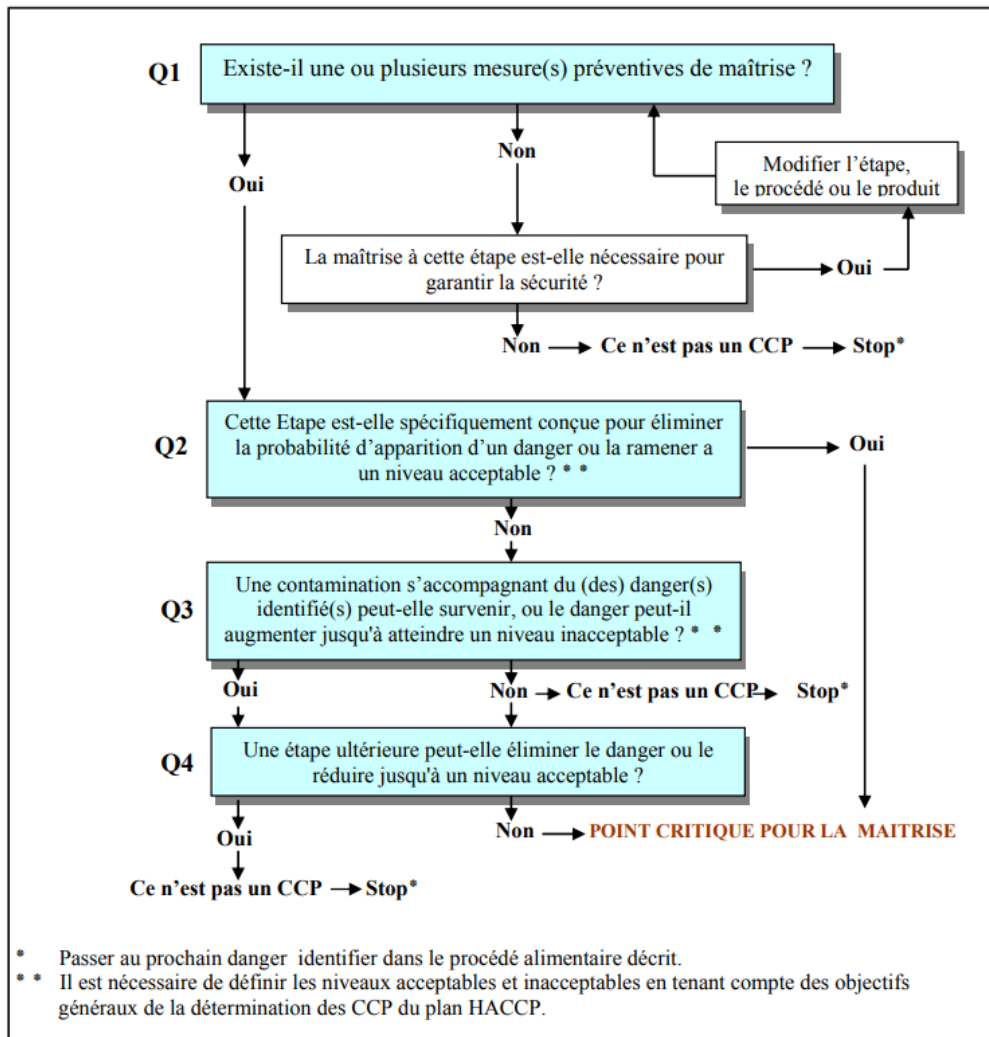 Q1
Existe-il une ou plusieurs mesure(s) préventives de maîtrise ?
Non
Oui
Modifier l'étape,
le procédé ou le produit
La maîtrise à cette étape est-elle nécessaire pour
garantir la sécurité ?
Oui
Non
Ce n'est pas un CCP
Stop*
Q2
Cette Etape est-elle spécifiquement conçue pour éliminer
la probabilité d'apparition d'un danger ou la ramener a
un niveau acceptable ? * *
Oui
Non
Q3
Une contamination s'accompagnant du (des) danger(s)
identifié(s) peut-elle survenir, ou le danger peut-il
augmenter jusqu'à atteindre un niveau inacceptable ? * *
Oui
Non
Ce n'est pas un CCP
Stop*
Q4
Une étape ultérieure peut-elle éliminer le danger ou le
réduire jusqu'à un niveau acceptable ?
Oui
Non
POINT CRITIQUE POUR LA MAITRISE
Ce n'est pas un CCP
Stop*
* Passer au prochain danger identifier dans le procédé alimentaire décrit.
* * Il est nécessaire de définir les niveaux acceptables et inacceptables en tenant compte des objectifs
généraux de la détermination des CCP du plan HACCP.